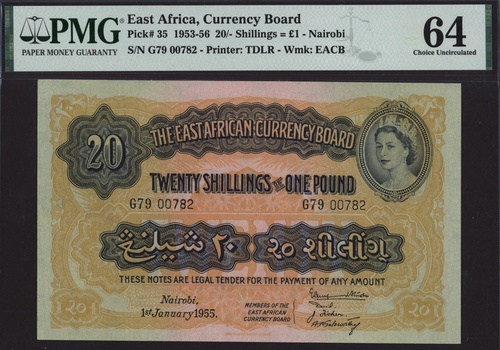 PMG
PAPER MONEY GUARANTY
East Africa, Currency Board
Pick# 35 1953-56 20/- Shillings = £1 - Nairobi
S/N G79 00782 - Printer: TDLR - Wmk: EACB
64
Choice Uncirculated
20
THE EAST AFRICAN CURRENCY BOARD
TWENTY SHILLINGS OR ONE POUND
G79 00782 G79 00782
٢٠ شيلينغ
૨૦ શીલીંગ
THESE NOTES ARE LEGAL TENDER FOR THE PAYMENT OF ANY AMOUNT
Nairobi,
1st January 1955.
MEMBERS OF THE
EAST AFRICAN
CURRENCY BOARD
20 20